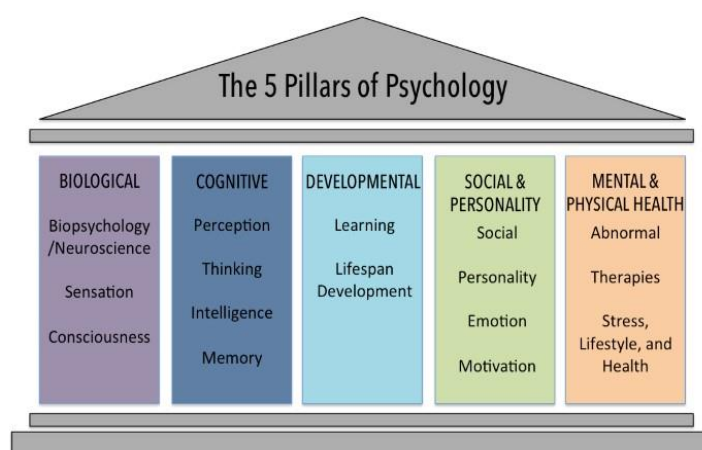 The 5 Pillars of Psychology
BIOLOGICAL
Biopsychology
/Neuroscience
Sensation
Consciousness
COGNITIVE
Perception
Thinking
Intelligence
Memory
DEVELOPMENTAL
Learning
Lifespan
Development
SOCIAL &
PERSONALITY
Social
Personality
Emotion
Motivation
MENTAL &
PHYSICAL HEALTH
Abnormal
Therapies
Stress,
Lifestyle, and
Health